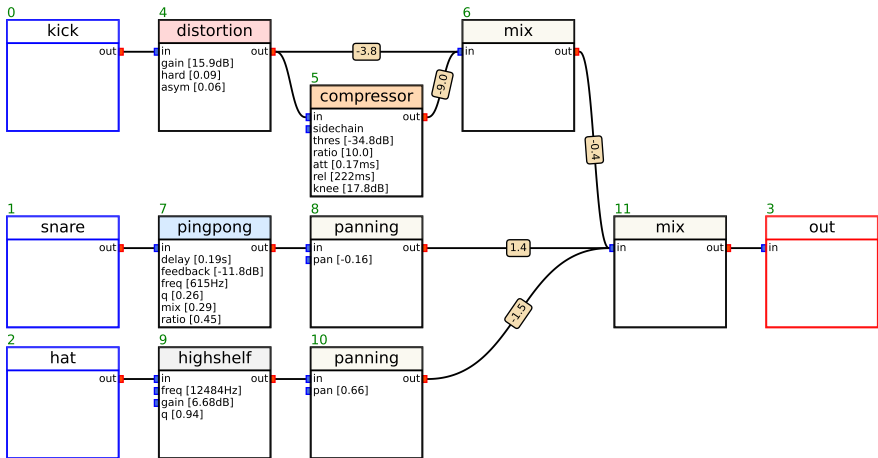 0
kick
out
4
distortion
in out
gain [15.9dB]
hard [0.09]
asym [0.06]
-3.8
5
compressor
in out
sidechain
thres [-34.8dB]
ratio [10.0]
att [0.17ms]
rel [222ms]
knee [17.8dB]
-9.0
6
mix
in out
-0.4
1
snare
out
7
pingpong
in out
delay [0.19s]
feedback [-11.8dB]
freq [615Hz]
q [0.26]
mix [0.29]
ratio [0.45]
8
panning
in out
pan [-0.16]
1.4
11
mix
in out
3
out
in
2
hat
out
9
highshelf
in out
freq [12484Hz]
gain [6.68dB]
q [0.94]
10
panning
in out
pan [0.66]
-1.5